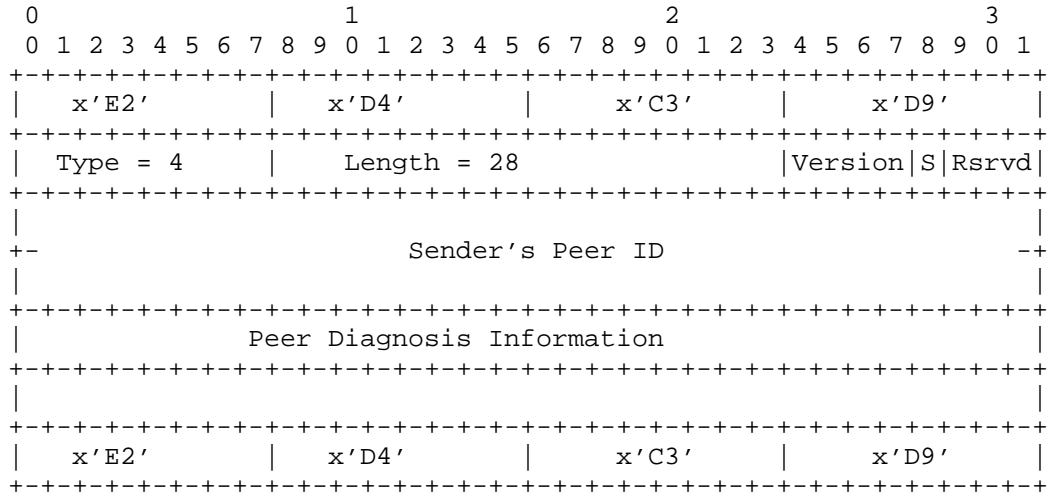 0                   1                   2                   3
 0 1 2 3 4 5 6 7 8 9 0 1 2 3 4 5 6 7 8 9 0 1 2 3 4 5 6 7 8 9 0 1
+-+-+-+-+-+-+-+-+-+-+-+-+-+-+-+-+-+-+-+-+-+-+-+-+-+-+-+-+-+-+-+-+
|   x’E2’       |   x’D4’       |     x’C3’     |     x’D9’     |
+-+-+-+-+-+-+-+-+-+-+-+-+-+-+-+-+-+-+-+-+-+-+-+-+-+-+-+-+-+-+-+-+
|  Type = 4     |    Length = 28                |Version|S|Rsrvd|
+-+-+-+-+-+-+-+-+-+-+-+-+-+-+-+-+-+-+-+-+-+-+-+-+-+-+-+-+-+-+-+-+
|                                                               |
+-                       Sender’s Peer ID                      -+
|                                                               |
+-+-+-+-+-+-+-+-+-+-+-+-+-+-+-+-+-+-+-+-+-+-+-+-+-+-+-+-+-+-+-+-+
|              Peer Diagnosis Information                       |
+-+-+-+-+-+-+-+-+-+-+-+-+-+-+-+-+-+-+-+-+-+-+-+-+-+-+-+-+-+-+-+-+
|                                                               |
+-+-+-+-+-+-+-+-+-+-+-+-+-+-+-+-+-+-+-+-+-+-+-+-+-+-+-+-+-+-+-+-+
|   x’E2’       |   x’D4’       |     x’C3’     |     x’D9’     |
+-+-+-+-+-+-+-+-+-+-+-+-+-+-+-+-+-+-+-+-+-+-+-+-+-+-+-+-+-+-+-+-+